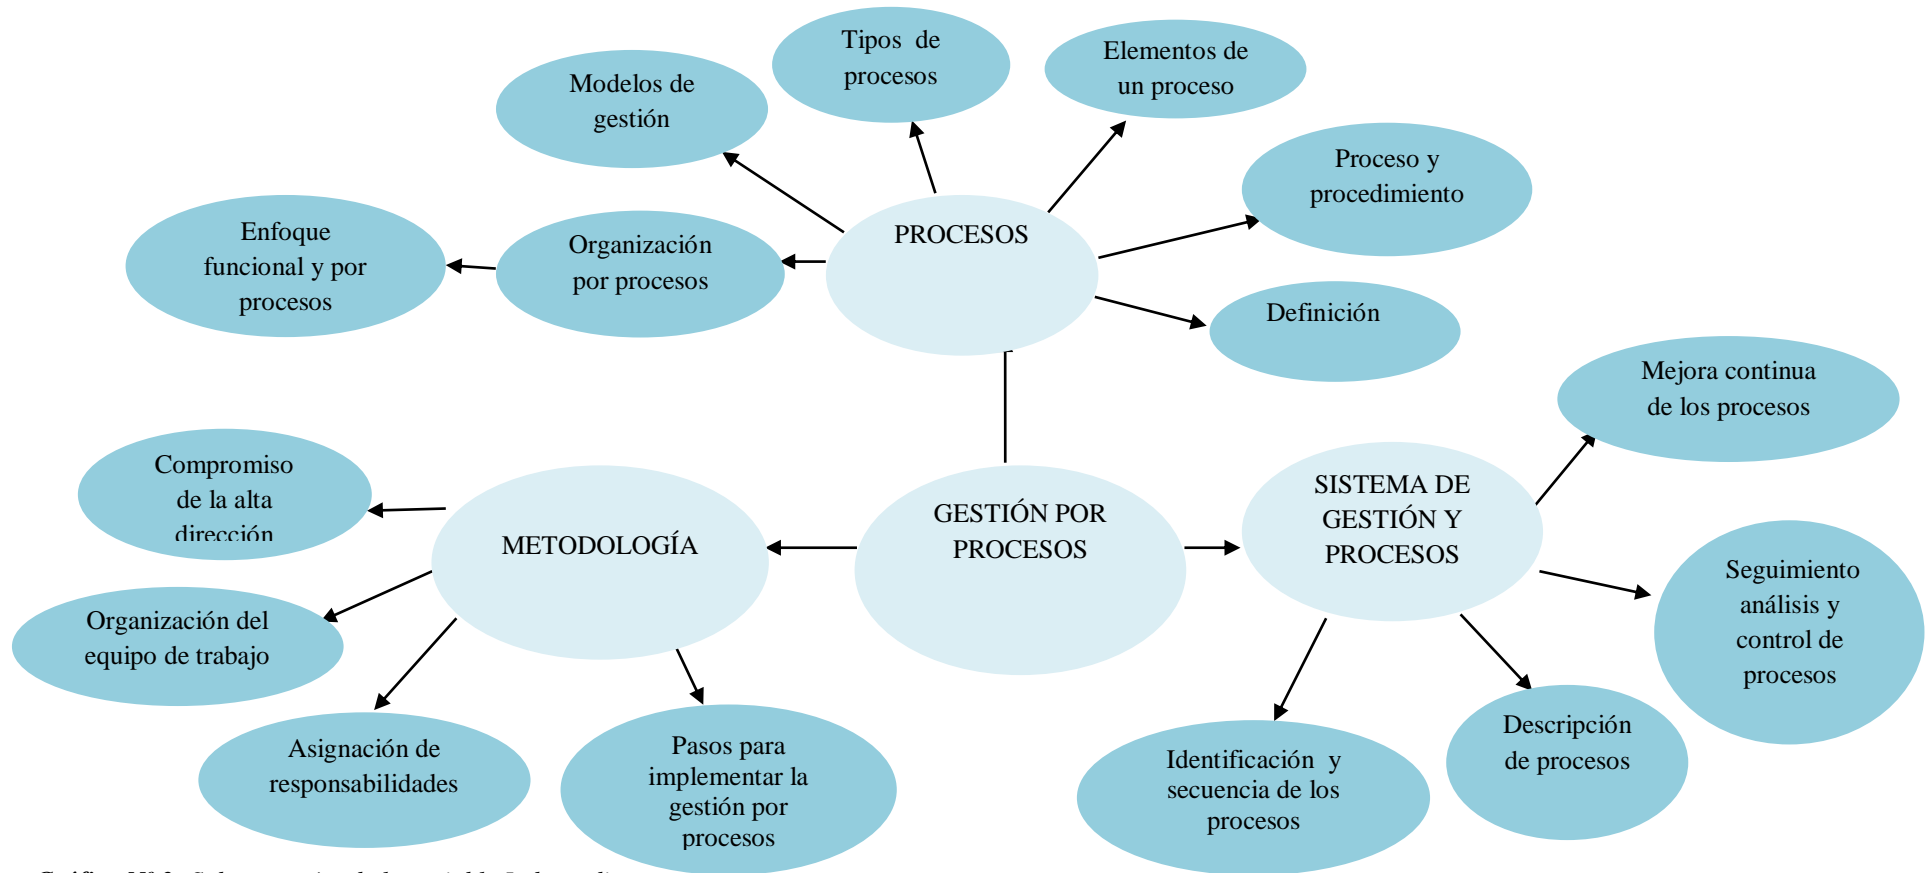 Tipos de
procesos
Elementos de
un proceso
Modelos de
gestión
Proceso y
procedimiento
Enfoque
funcional y por
procesos
Organización
por procesos
PROCESOS
Definición
Mejora continua
de los procesos
Compromiso
de la alta
dirección
METODOLOGÍA
GESTIÓN POR
PROCESOS
SISTEMA DE
GESTIÓN Y
PROCESOS
Seguimiento
análisis y
control de
procesos
Organización del
equipo de trabajo
Asignación de
responsabilidades
Pasos para
implementar la
gestión por
procesos
Identificación y
secuencia de los
procesos
Descripción
de procesos